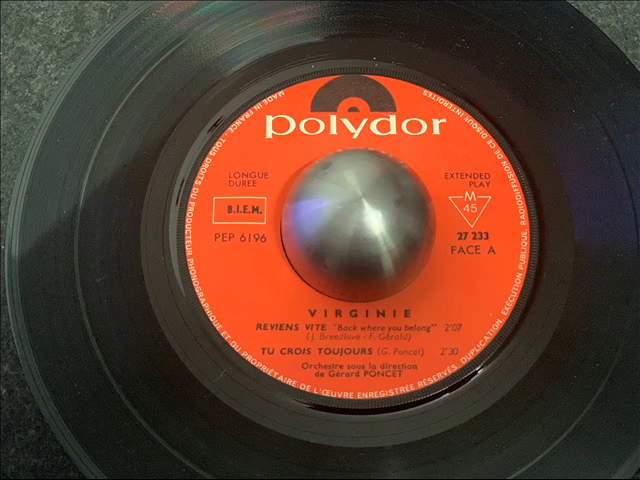 polydor
LONGUE DURÉE
EXTENDED PLAY
B.I.E.M.
M 45
PEP 6196
27 233
FACE A
VIRGINIE
REVIENS VITE "Back where you belong" 2'07
(J. Breedlove - F. Gérald)
TU CROIS TOUJOURS (G. Poncet) 2'30
Orchestre sous la direction
de Gérard PONCET
MADE IN FRANCE - TOUS DROITS DU PRODUCTEUR PHONOGRAPHIQUE ET DU PROPRIÉTAIRE DE L'ŒUVRE ENREGISTRÉE RÉSERVÉS. DUPLICATION, EXÉCUTION PUBLIQUE, RADIODIFFUSION DE CE DISQUE INTERDITES